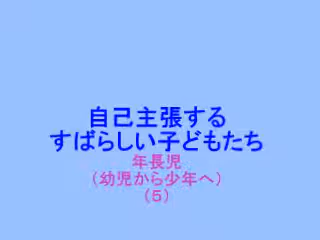 自己主張する
すばらしい子どもたち
年長児
（幼児から少年へ）
（５）